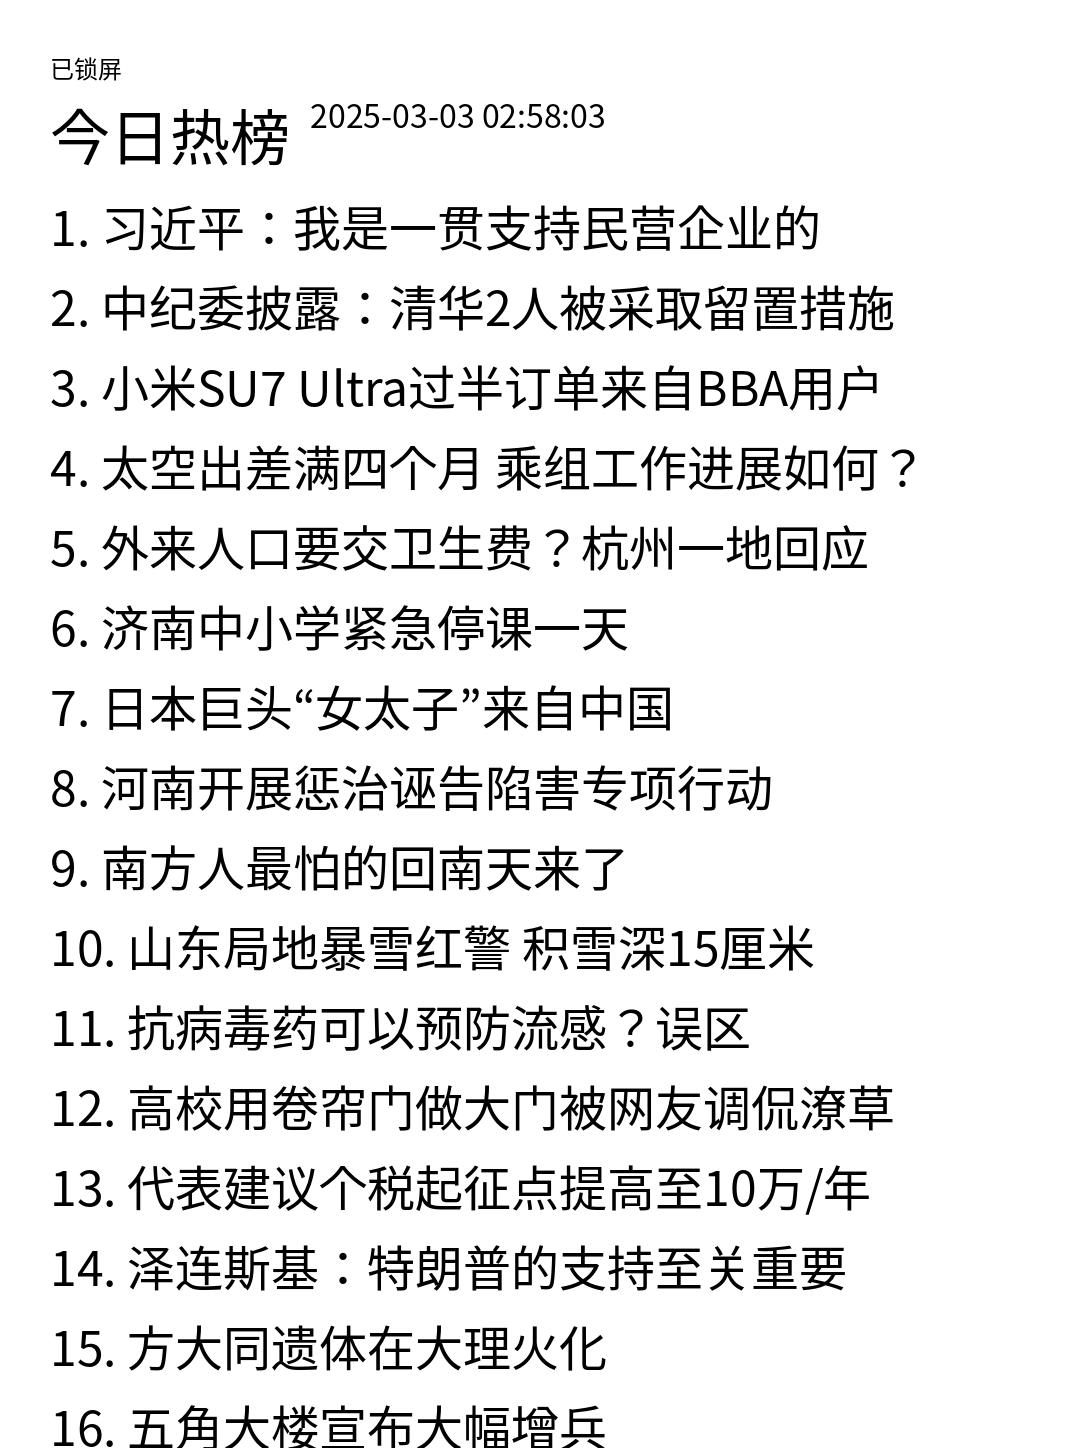 已锁屏
今日热榜 2025-03-03 02:58:03
1. 习近平：我是一贯支持民营企业的
2. 中纪委披露：清华2人被采取留置措施
3. 小米SU7 Ultra过半订单来自BBA用户
4. 太空出差满四个月 乘组工作进展如何？
5. 外来人口要交卫生费？杭州一地回应
6. 济南中小学紧急停课一天
7. 日本巨头“女太子”来自中国
8. 河南开展惩治诬告陷害专项行动
9. 南方人最怕的回南天来了
10. 山东局地暴雪红警 积雪深15厘米
11. 抗病毒药可以预防流感？误区
12. 高校用卷帘门做大门被网友调侃潦草
13. 代表建议个税起征点提高至10万/年
14. 泽连斯基：特朗普的支持至关重要
15. 方大同遗体在大理火化
16. 五角大楼宣布大幅增兵